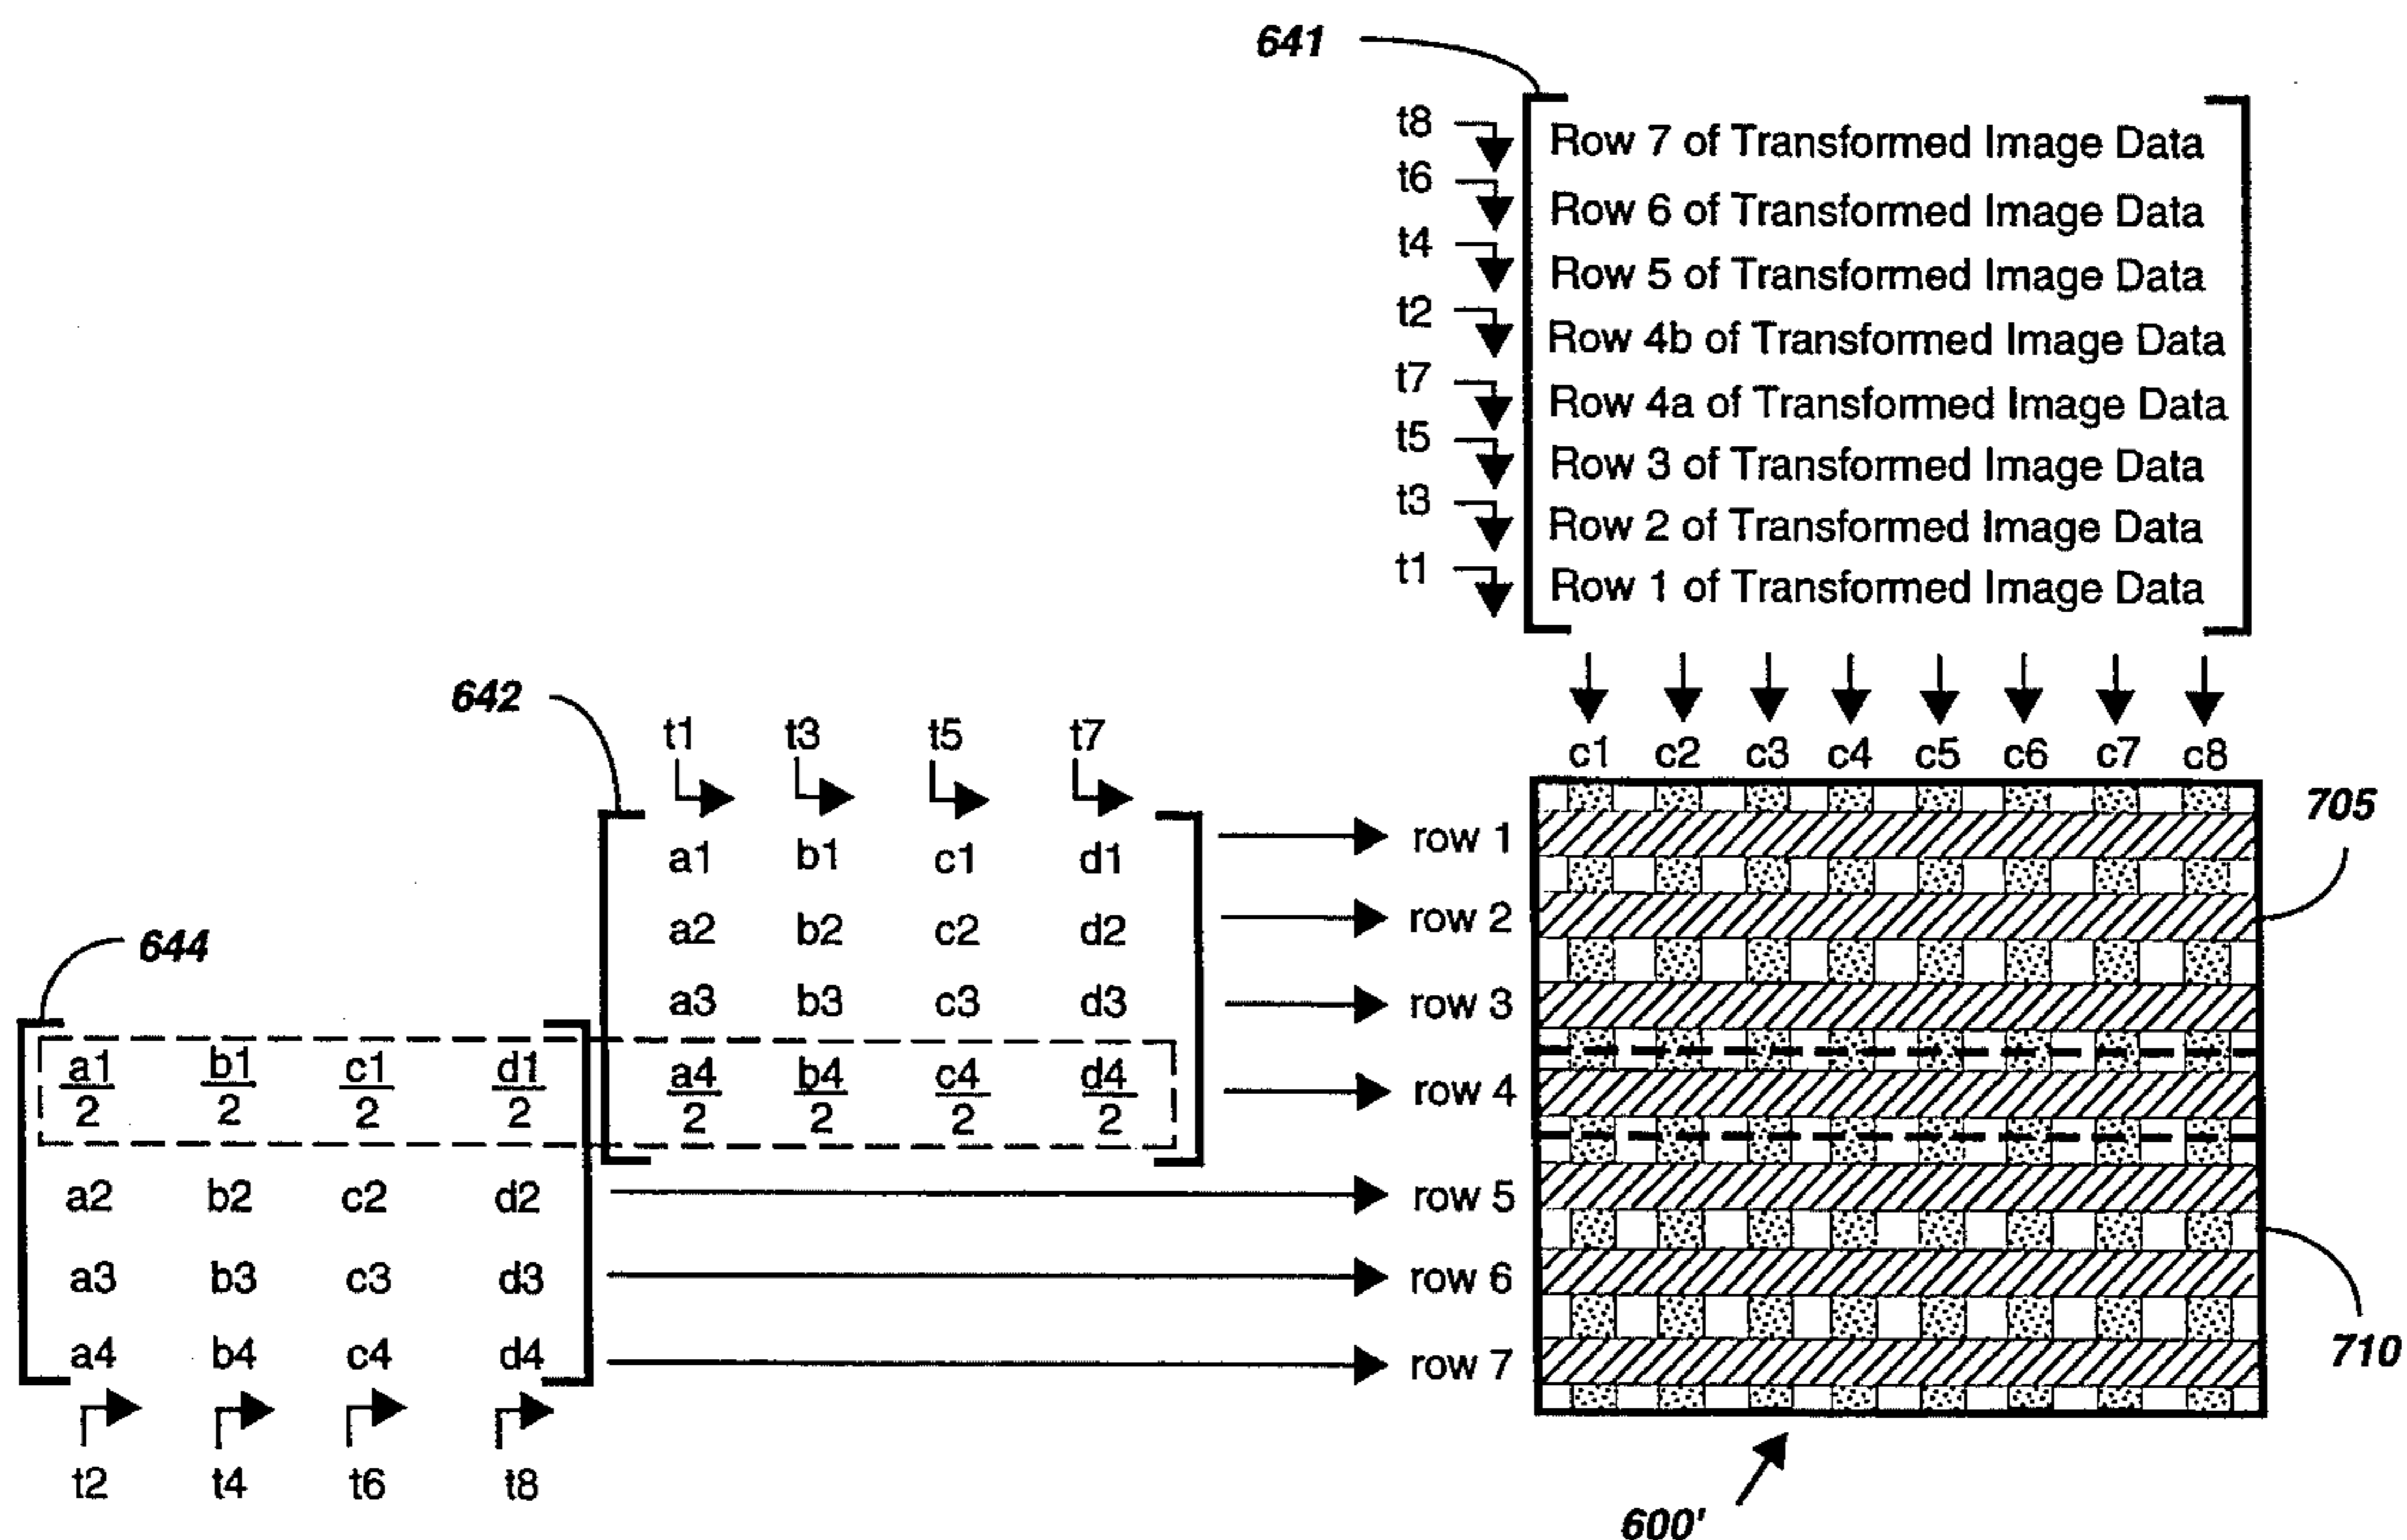 641
t8 Row 7 of Transformed Image Data
t6 Row 6 of Transformed Image Data
t4 Row 5 of Transformed Image Data
t2 Row 4b of Transformed Image Data
t7 Row 4a of Transformed Image Data
t5 Row 3 of Transformed Image Data
t3 Row 2 of Transformed Image Data
t1 Row 1 of Transformed Image Data
c1 c2 c3 c4 c5 c6 c7 c8
642
t1 t3 t5 t7
a1 b1 c1 d1
a2 b2 c2 d2
a3 b3 c3 d3
a4/2 b4/2 c4/2 d4/2
644
a1/2 b1/2 c1/2 d1/2
a2 b2 c2 d2
a3 b3 c3 d3
a4 b4 c4 d4
t2 t4 t6 t8
row 1
row 2
row 3
row 4
row 5
row 6
row 7
705
710
600'